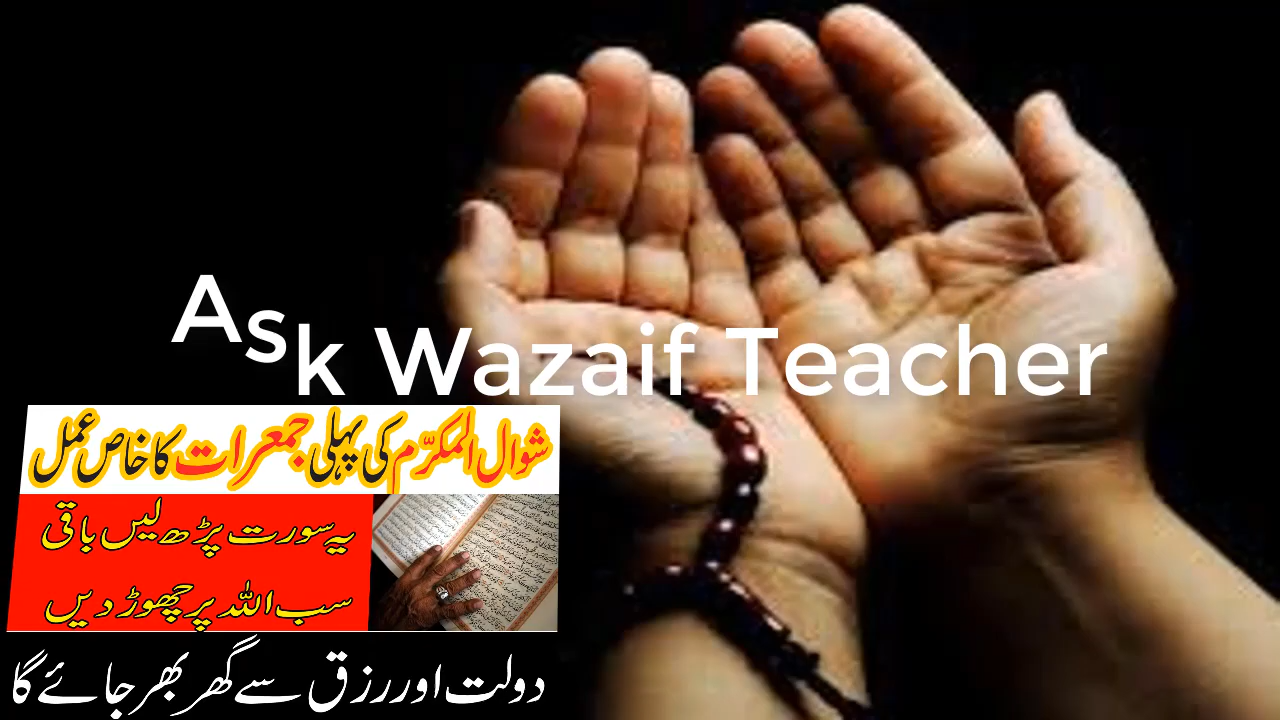 Ask Wazaif Teacher
شوال المکرّم کی پہلی جمعرات کا خاص عمل
یہ سورت پڑھ لیں باقی
سب اللہ پر چھوڑ دیں
دولت اور رزق سے گھر بھر جائے گا